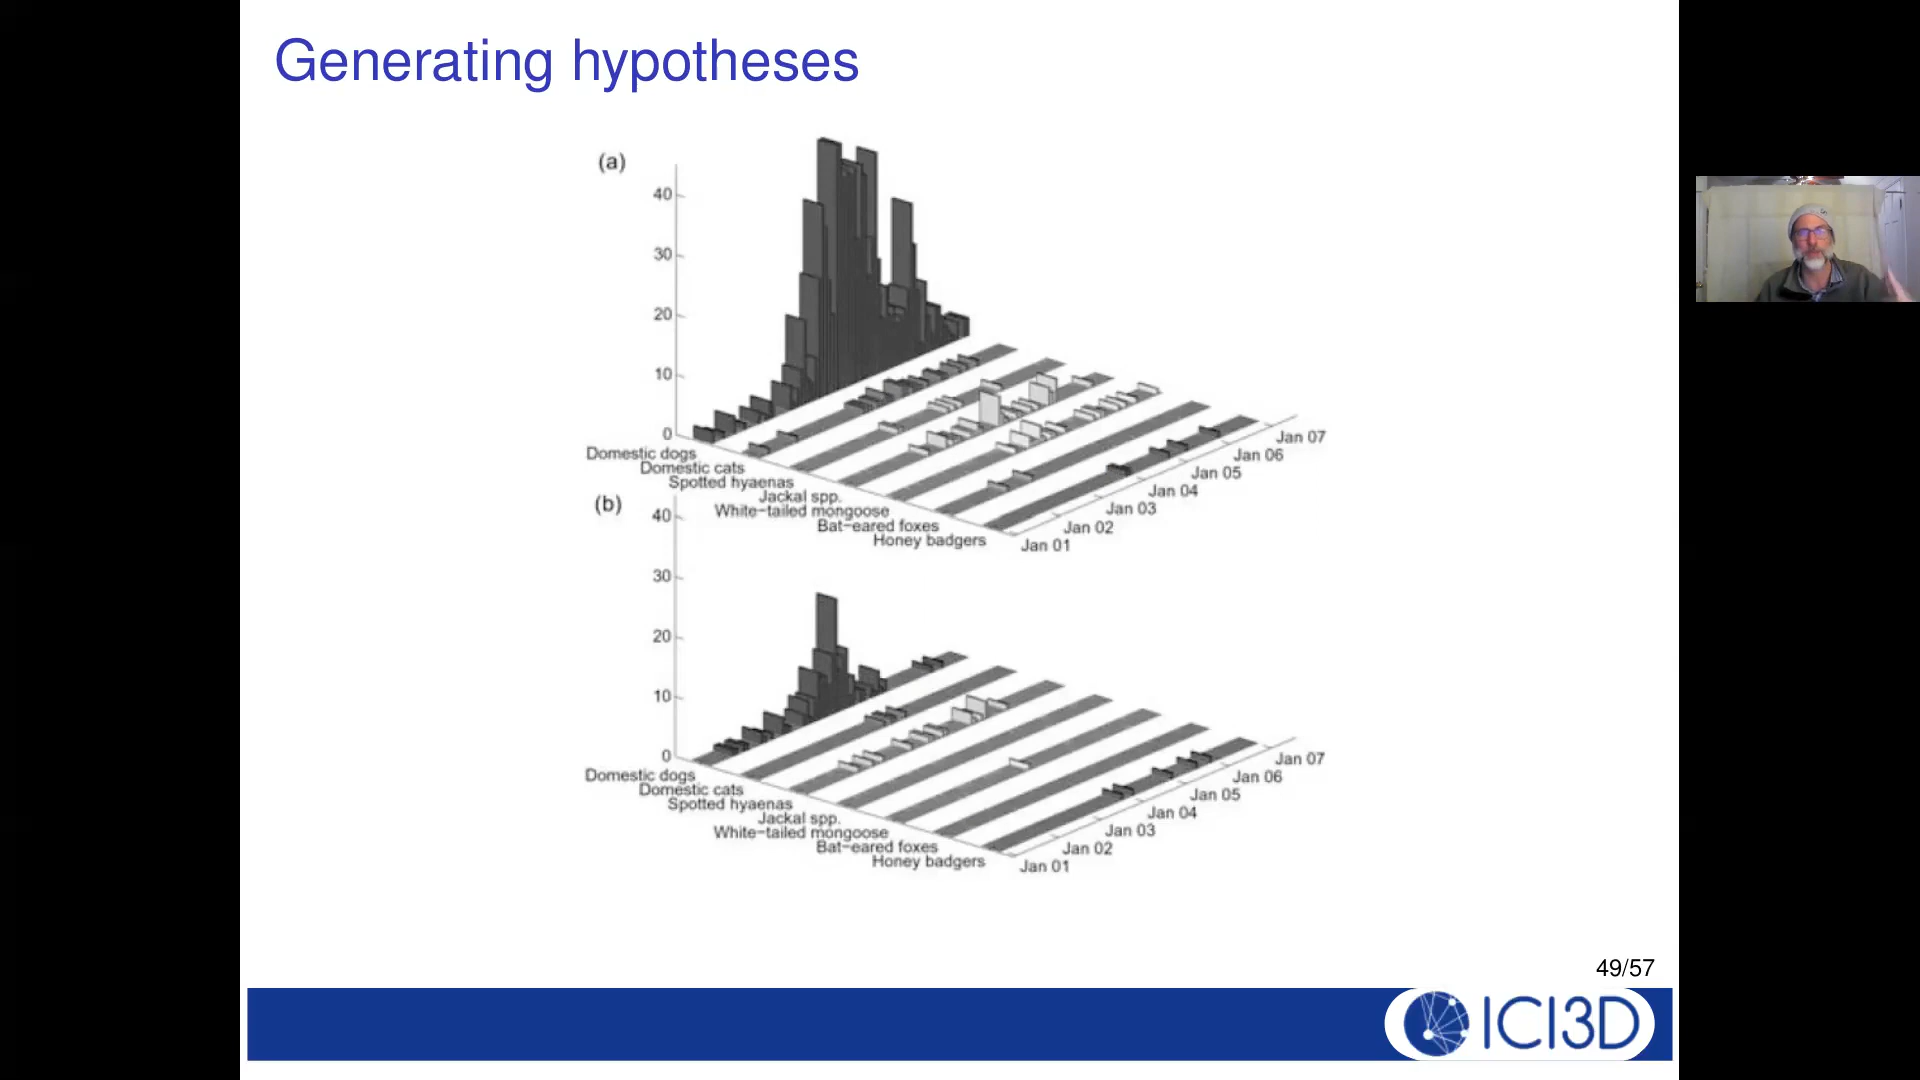 Generating hypotheses
(a)
40
30
20
10
0
Domestic dogs
Domestic cats
Spotted hyaenas
Jackal spp.
White-tailed mongoose
Bat-eared foxes
Honey badgers
Jan 01
Jan 02
Jan 03
Jan 04
Jan 05
Jan 06
Jan 07
(b)
40
30
20
10
0
Domestic dogs
Domestic cats
Spotted hyaenas
Jackal spp.
White-tailed mongoose
Bat-eared foxes
Honey badgers
Jan 01
Jan 02
Jan 03
Jan 04
Jan 05
Jan 06
Jan 07
49/57
ICI3D